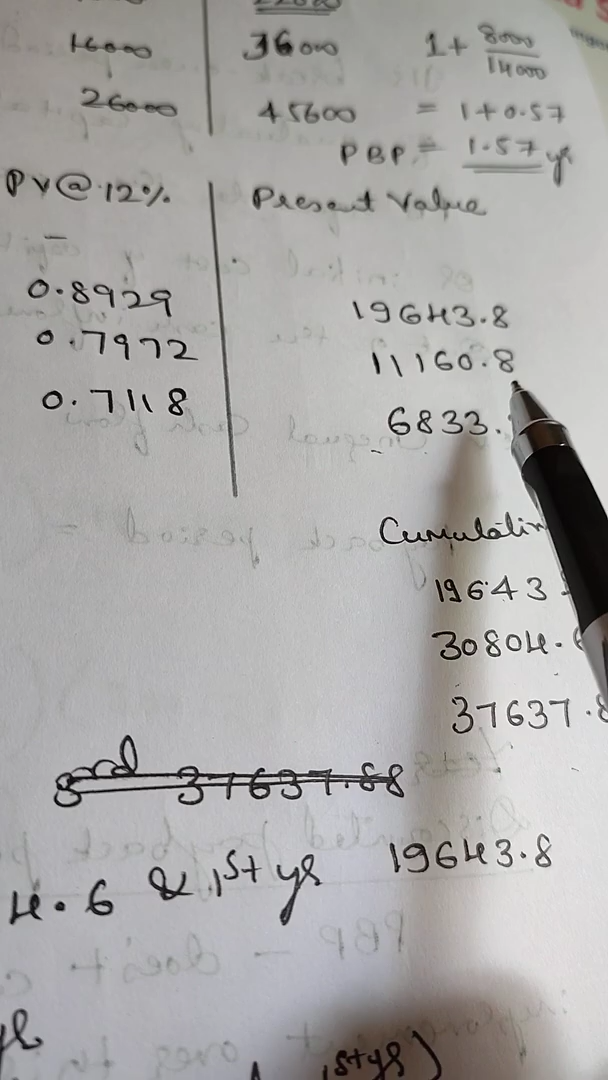 16000 36000 1 + 8000/14000
26000 45600 = 1+0.57
PBP = 1.57 yr
PV@ 12% Present Value
-
0.8929 19643.8
0.7972 11160.8
0.7118 6833.
19643
30804.
37637.8
3rd 37637.88
4.6 & 1st yr 19643.8
1st yr)